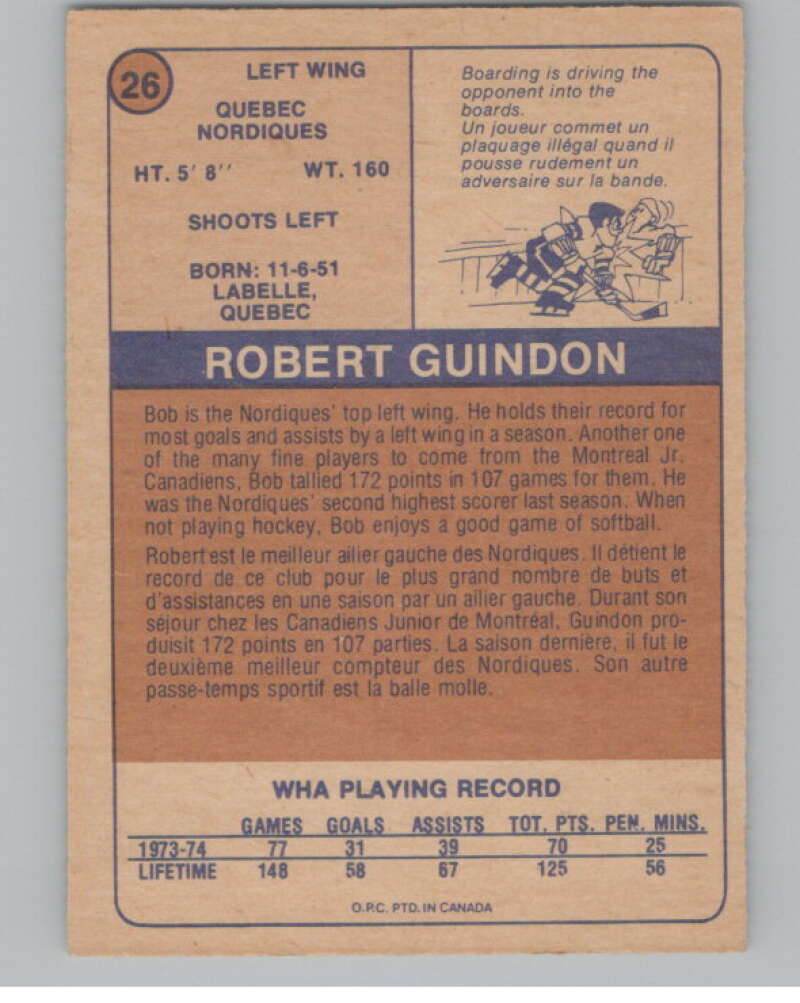 26
LEFT WING
QUEBEC
NORDIQUES
HT. 5' 8'' WT. 160
SHOOTS LEFT
BORN: 11-6-51
LABELLE,
QUEBEC
Boarding is driving the
opponent into the
boards.
Un joueur commet un
plaquage illégal quand il
pousse rudement un
adversaire sur la bande.
ROBERT GUINDON
Bob is the Nordiques' top left wing. He holds their record for
most goals and assists by a left wing in a season. Another one
of the many fine players to come from the Montreal Jr.
Canadiens, Bob tallied 172 points in 107 games for them. He
was the Nordiques' second highest scorer last season. When
not playing hockey, Bob enjoys a good game of softball.
Robert est le meilleur ailier gauche des Nordiques. Il détient le
record de ce club pour le plus grand nombre de buts et
d'assistances en une saison par un ailier gauche. Durant son
séjour chez les Canadiens Junior de Montréal, Guindon pro-
duisit 172 points en 107 parties. La saison dernière, il fut le
deuxième meilleur compteur des Nordiques. Son autre
passe-temps sportif est la balle molle.
WHA PLAYING RECORD
GAMES GOALS ASSISTS TOT. PTS. PEN. MINS.
1973-74 77 31 39 70 25
LIFETIME 148 58 67 125 56
O.P.C. PTD. IN CANADA